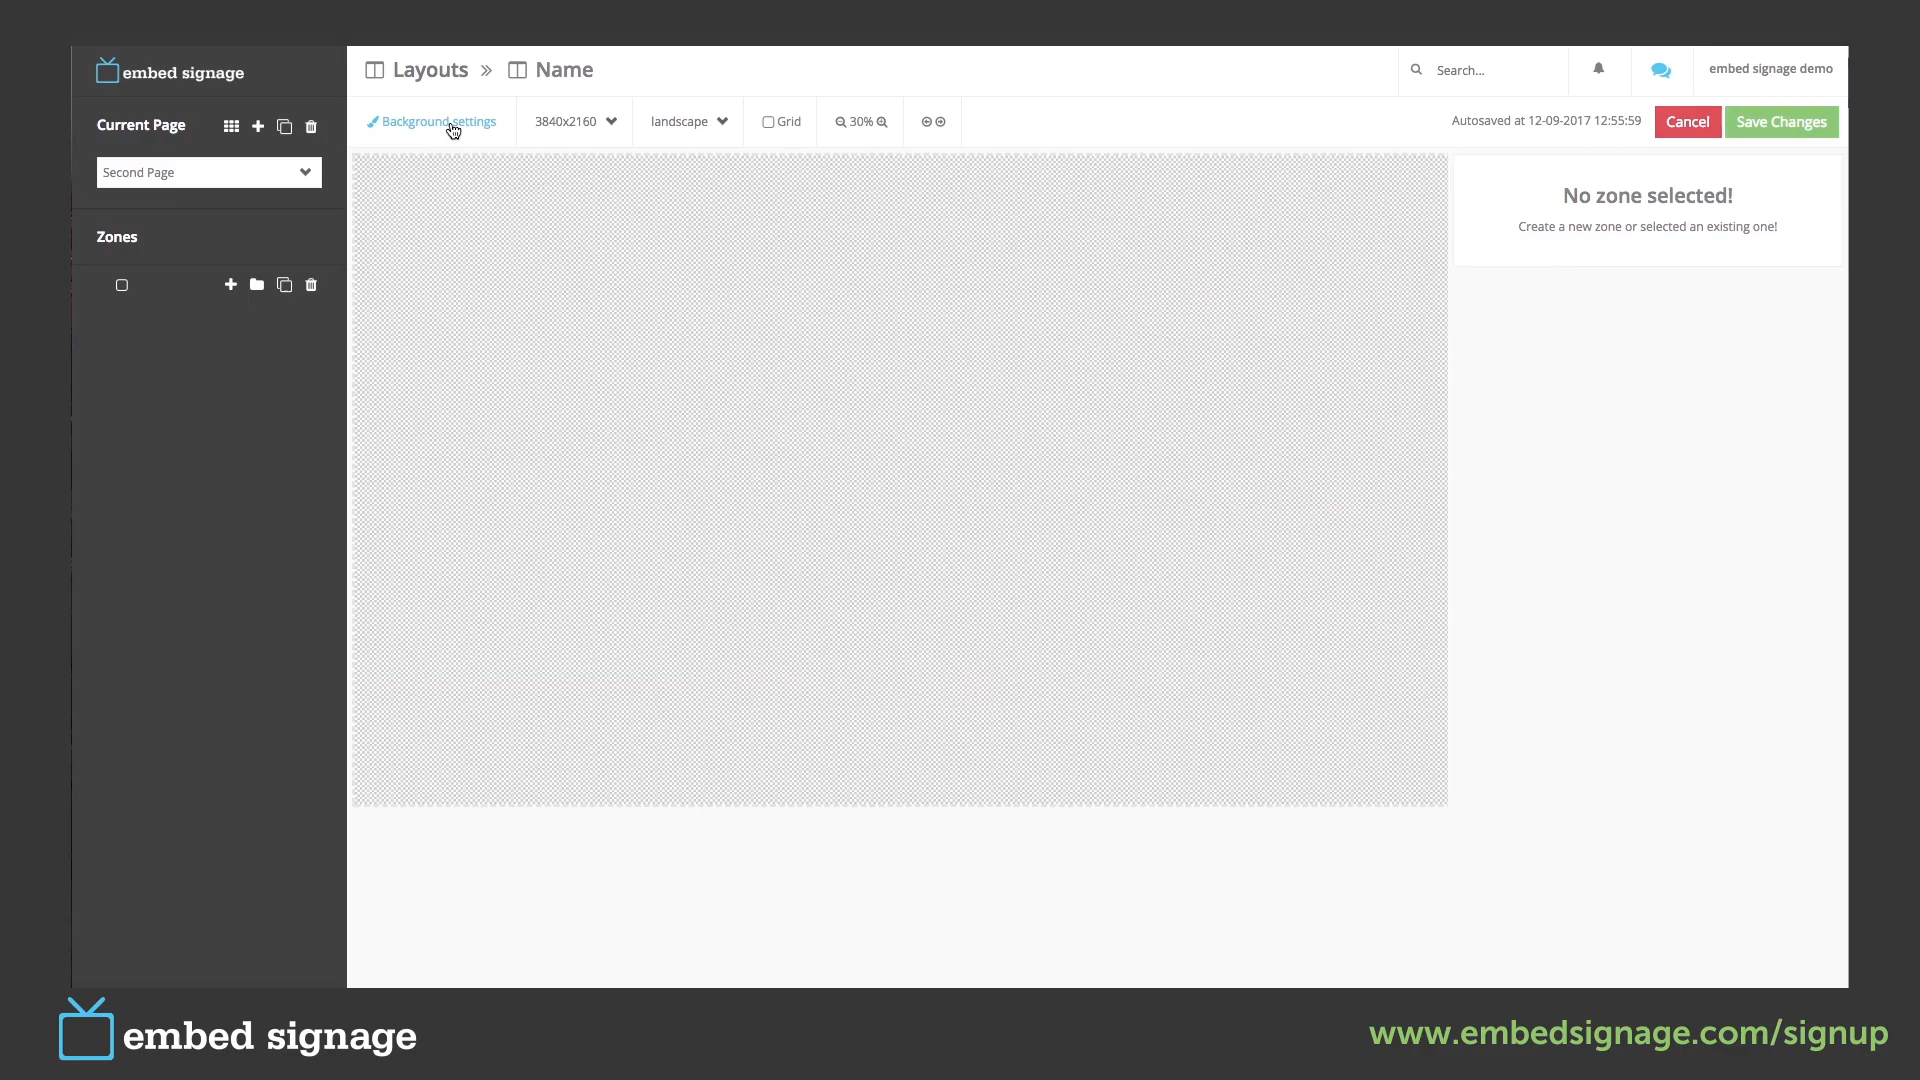 embed signage
Layouts » Name
Search...
embed signage demo
Current Page
Background settings
3840x2160
landscape
Grid
30%
Autosaved at 12-09-2017 12:55:59
Cancel
Save Changes
Second Page
No zone selected!
Create a new zone or selected an existing one!
Zones
embed signage
www.embedsignage.com/signup